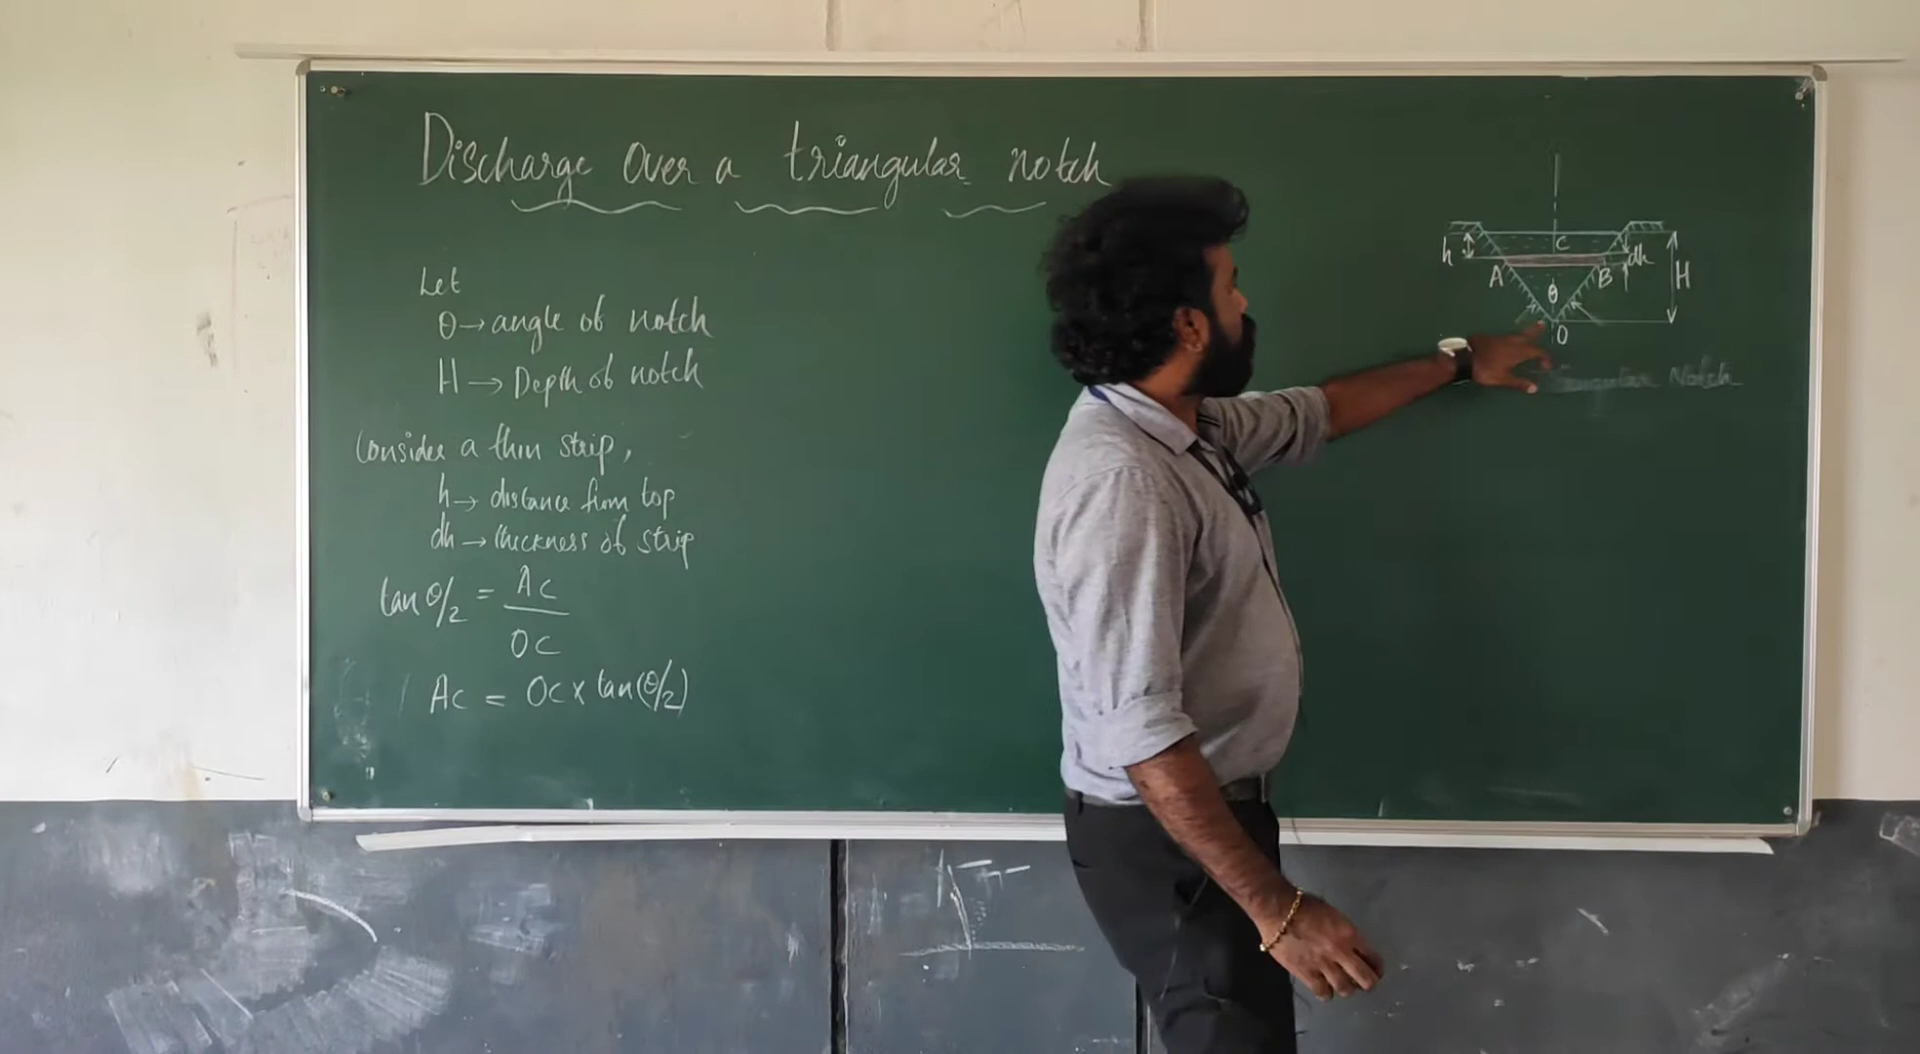 Discharge over a triangular notch
Let
θ → angle of notch
H → Depth of notch
Consider a thin strip,
h → distance from top
dh → thickness of strip
tan θ/2 = AC
OC
AC = OC x tan(θ/2)
h
C
dh
H
A
B
θ
O
Notch